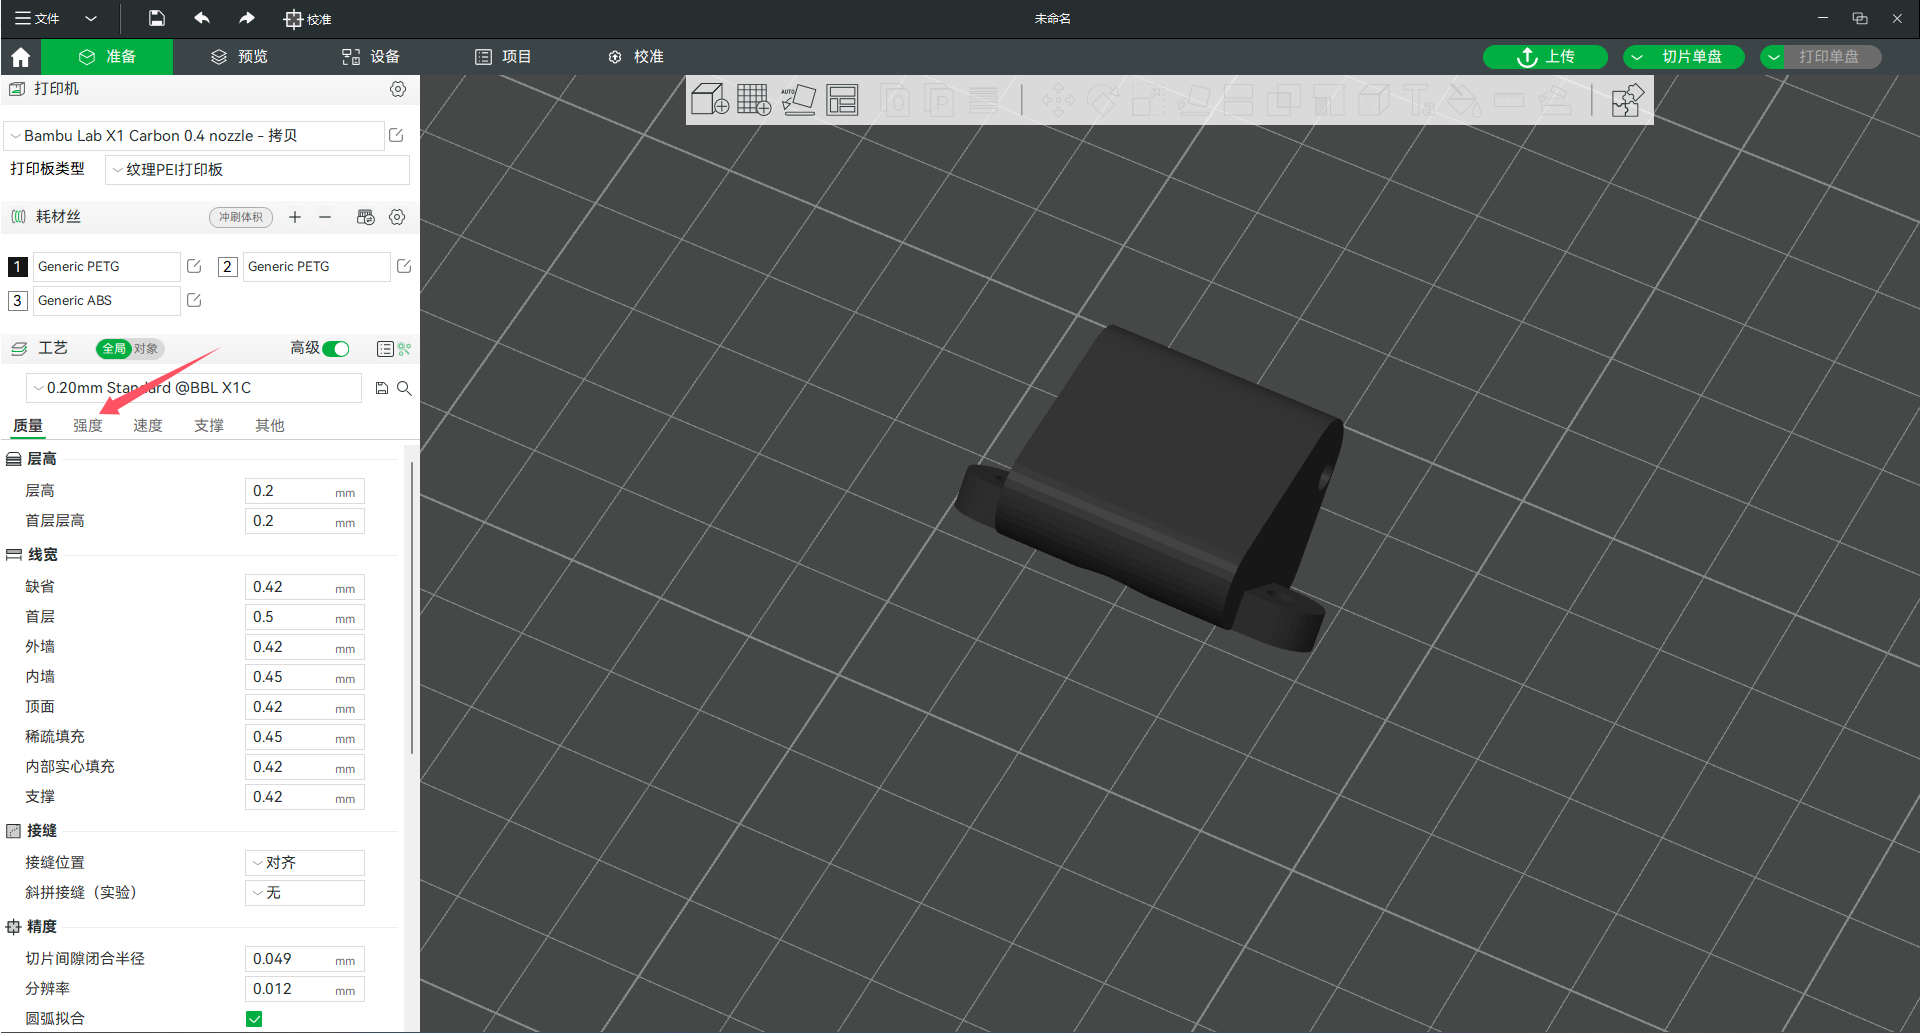 文件
校准
未命名
准备
预览
设备
项目
校准
上传
切片单盘
打印单盘
打印机
Bambu Lab X1 Carbon 0.4 nozzle - 拷贝
打印板类型
纹理PEI打印板
耗材丝
冲刷体积
1 Generic PETG
2 Generic PETG
3 Generic ABS
工艺
全局 对象
高级
0.20mm Standard @BBL X1C
质量 强度 速度 支撑 其他
层高
层高 0.2 mm
首层层高 0.2 mm
线宽
缺省 0.42 mm
首层 0.5 mm
外墙 0.42 mm
内墙 0.45 mm
顶面 0.42 mm
稀疏填充 0.45 mm
内部实心填充 0.42 mm
支撑 0.42 mm
接缝
接缝位置 对齐
斜拼接缝（实验） 无
精度
切片间隙闭合半径 0.049 mm
分辨率 0.012 mm
圆弧拟合
AUTO